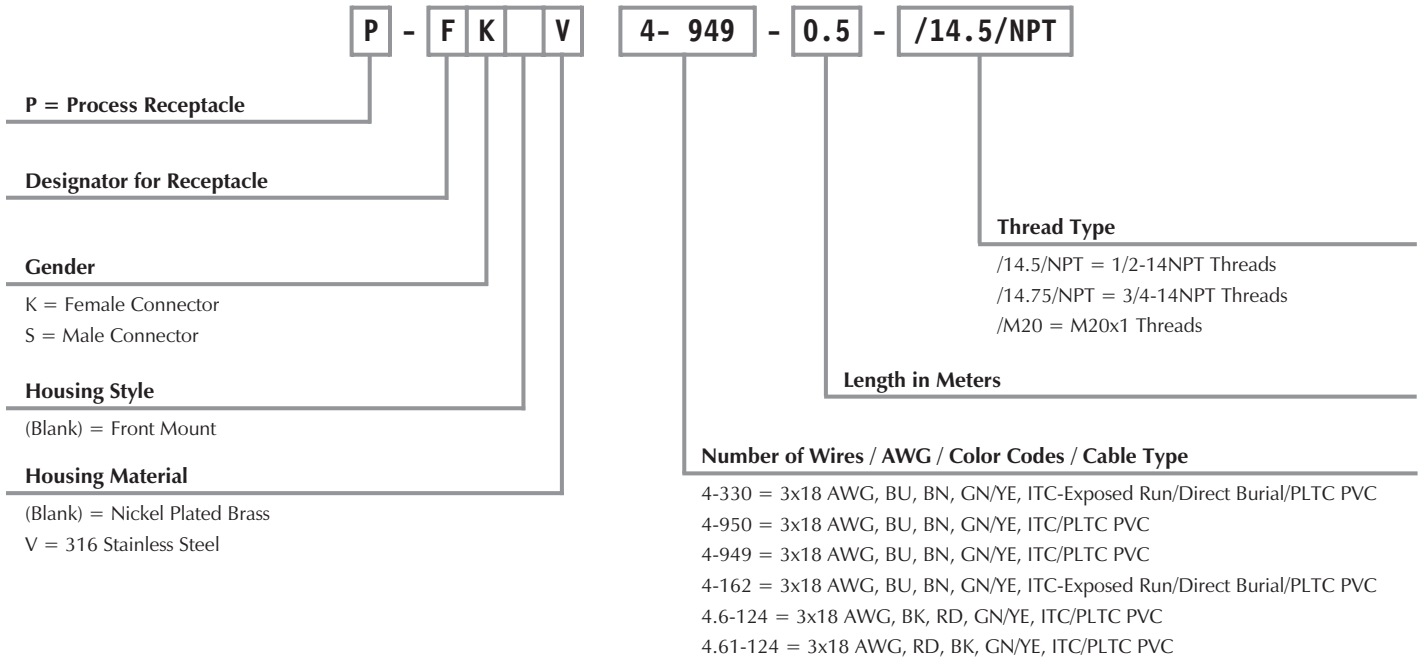 P - F K V 4- 949 - 0.5 - /14.5/NPT
P = Process Receptacle
Designator for Receptacle
Gender
K = Female Connector
S = Male Connector
Housing Style
(Blank) = Front Mount
Housing Material
(Blank) = Nickel Plated Brass
V = 316 Stainless Steel
Thread Type
/14.5/NPT = 1/2-14NPT Threads
/14.75/NPT = 3/4-14NPT Threads
/M20 = M20x1 Threads
Length in Meters
Number of Wires / AWG / Color Codes / Cable Type
4-330 = 3x18 AWG, BU, BN, GN/YE, ITC-Exposed Run/Direct Burial/PLTC PVC
4-950 = 3x18 AWG, BU, BN, GN/YE, ITC/PLTC PVC
4-949 = 3x18 AWG, BU, BN, GN/YE, ITC/PLTC PVC
4-162 = 3x18 AWG, BU, BN, GN/YE, ITC-Exposed Run/Direct Burial/PLTC PVC
4.6-124 = 3x18 AWG, BK, RD, GN/YE, ITC/PLTC PVC
4.61-124 = 3x18 AWG, RD, BK, GN/YE, ITC/PLTC PVC